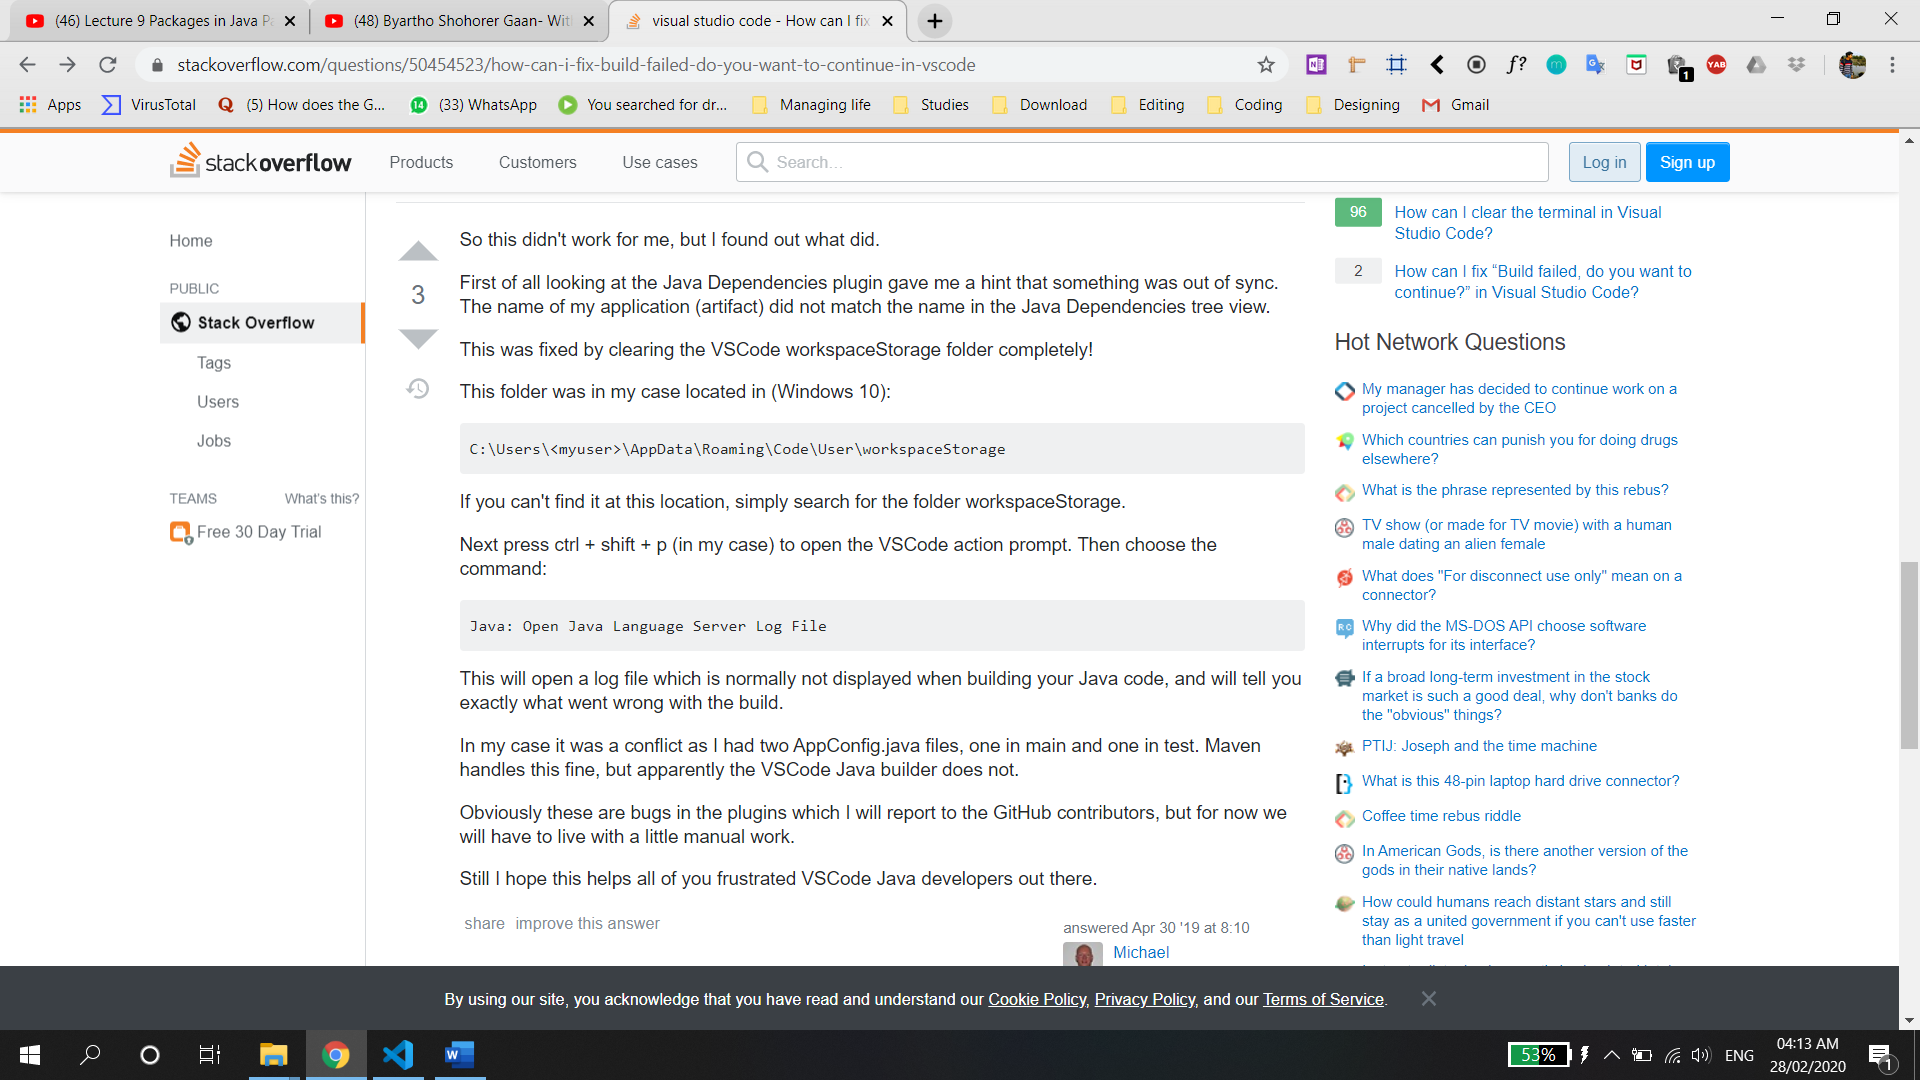 (46) Lecture 9 Packages in Java Pa
(48) Byartho Shohorer Gaan- With
visual studio code - How can I fix
stackoverflow.com/questions/50454523/how-can-i-fix-build-failed-do-you-want-to-continue-in-vscode
f?
1
YAB
Apps
VirusTotal
(5) How does the G...
14
(33) WhatsApp
You searched for dr...
Managing life
Studies
Download
Editing
Coding
Designing
Gmail
stackoverflow
Products
Customers
Use cases
Search...
Log in
Sign up
Home
PUBLIC
Stack Overflow
Tags
Users
Jobs
TEAMS
What's this?
Free 30 Day Trial
3
So this didn't work for me, but I found out what did.
First of all looking at the Java Dependencies plugin gave me a hint that something was out of sync.
The name of my application (artifact) did not match the name in the Java Dependencies tree view.
This was fixed by clearing the VSCode workspaceStorage folder completely!
This folder was in my case located in (Windows 10):
C:\Users\<myuser>\AppData\Roaming\Code\User\workspaceStorage
If you can't find it at this location, simply search for the folder workspaceStorage.
Next press ctrl + shift + p (in my case) to open the VSCode action prompt. Then choose the
command:
Java: Open Java Language Server Log File
This will open a log file which is normally not displayed when building your Java code, and will tell you
exactly what went wrong with the build.
In my case it was a conflict as I had two AppConfig.java files, one in main and one in test. Maven
handles this fine, but apparently the VSCode Java builder does not.
Obviously these are bugs in the plugins which I will report to the GitHub contributors, but for now we
will have to live with a little manual work.
Still I hope this helps all of you frustrated VSCode Java developers out there.
share improve this answer
answered Apr 30 '19 at 8:10
Michael
96
How can I clear the terminal in Visual
Studio Code?
2
How can I fix “Build failed, do you want to
continue?” in Visual Studio Code?
Hot Network Questions
My manager has decided to continue work on a
project cancelled by the CEO
Which countries can punish you for doing drugs
elsewhere?
What is the phrase represented by this rebus?
TV show (or made for TV movie) with a human
male dating an alien female
What does "For disconnect use only" mean on a
connector?
Why did the MS-DOS API choose software
interrupts for its interface?
If a broad long-term investment in the stock
market is such a good deal, why don't banks do
the "obvious" things?
PTIJ: Joseph and the time machine
What is this 48-pin laptop hard drive connector?
Coffee time rebus riddle
In American Gods, is there another version of the
gods in their native lands?
How could humans reach distant stars and still
stay as a united government if you can't use faster
than light travel
By using our site, you acknowledge that you have read and understand our Cookie Policy, Privacy Policy, and our Terms of Service.
53%
ENG
04:13 AM
28/02/2020
1